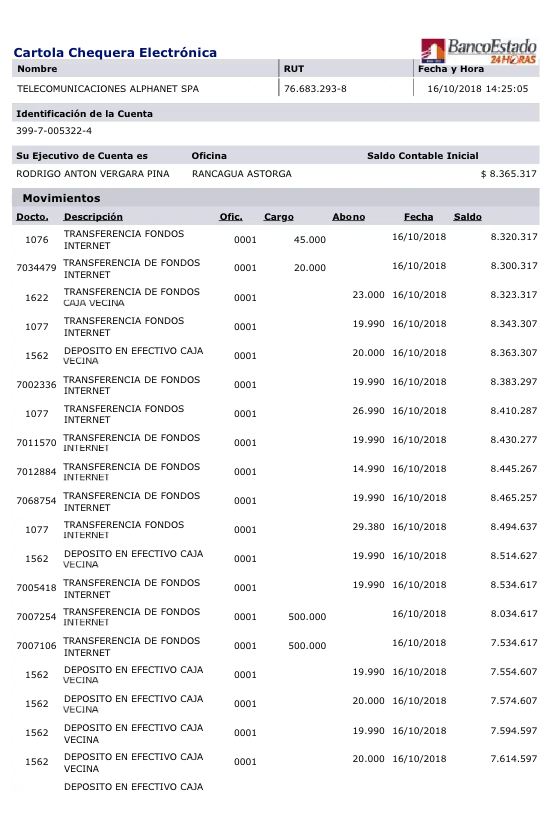 Cartola Chequera Electrónica
BancoEstado
24HORAS
Nombre RUT Fecha y Hora
TELECOMUNICACIONES ALPHANET SPA 76.683.293-8 16/10/2018 14:25:05
Identificación de la Cuenta
399-7-005322-4
Su Ejecutivo de Cuenta es Oficina Saldo Contable Inicial
RODRIGO ANTON VERGARA PINA RANCAGUA ASTORGA $ 8.365.317
Movimientos
Docto. Descripción Ofic. Cargo Abono Fecha Saldo
1076 TRANSFERENCIA FONDOS INTERNET 0001 45.000 16/10/2018 8.320.317
7034479 TRANSFERENCIA DE FONDOS INTERNET 0001 20.000 16/10/2018 8.300.317
1622 TRANSFERENCIA DE FONDOS CAJA VECINA 0001 23.000 16/10/2018 8.323.317
1077 TRANSFERENCIA FONDOS INTERNET 0001 19.990 16/10/2018 8.343.307
1562 DEPOSITO EN EFECTIVO CAJA VECINA 0001 20.000 16/10/2018 8.363.307
7002336 TRANSFERENCIA DE FONDOS INTERNET 0001 19.990 16/10/2018 8.383.297
1077 TRANSFERENCIA FONDOS INTERNET 0001 26.990 16/10/2018 8.410.287
7011570 TRANSFERENCIA DE FONDOS INTERNET 0001 19.990 16/10/2018 8.430.277
7012884 TRANSFERENCIA DE FONDOS INTERNET 0001 14.990 16/10/2018 8.445.267
7068754 TRANSFERENCIA DE FONDOS INTERNET 0001 19.990 16/10/2018 8.465.257
1077 TRANSFERENCIA FONDOS INTERNET 0001 29.380 16/10/2018 8.494.637
1562 DEPOSITO EN EFECTIVO CAJA VECINA 0001 19.990 16/10/2018 8.514.627
7005418 TRANSFERENCIA DE FONDOS INTERNET 0001 19.990 16/10/2018 8.534.617
7007254 TRANSFERENCIA DE FONDOS INTERNET 0001 500.000 16/10/2018 8.034.617
7007106 TRANSFERENCIA DE FONDOS INTERNET 0001 500.000 16/10/2018 7.534.617
1562 DEPOSITO EN EFECTIVO CAJA VECINA 0001 19.990 16/10/2018 7.554.607
1562 DEPOSITO EN EFECTIVO CAJA VECINA 0001 20.000 16/10/2018 7.574.607
1562 DEPOSITO EN EFECTIVO CAJA VECINA 0001 19.990 16/10/2018 7.594.597
1562 DEPOSITO EN EFECTIVO CAJA VECINA 0001 20.000 16/10/2018 7.614.597
DEPOSITO EN EFECTIVO CAJA